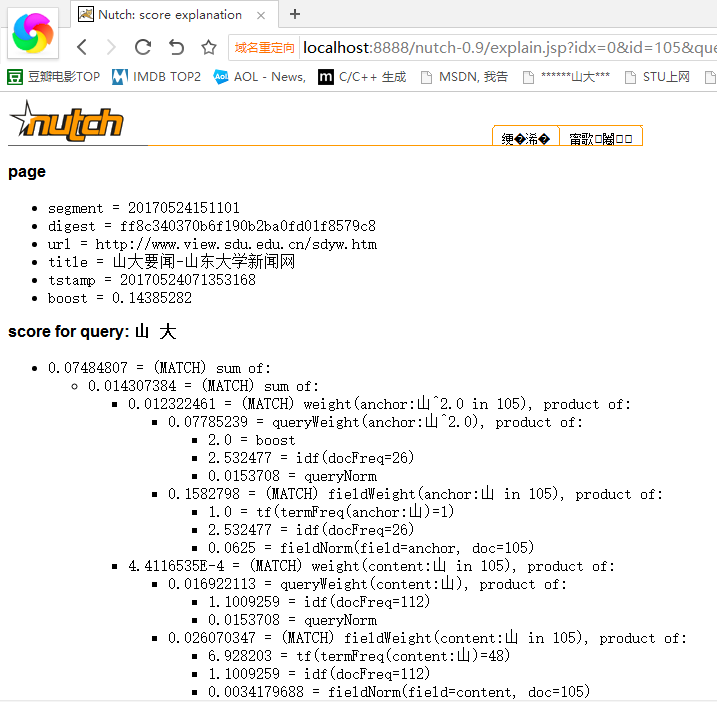 Nutch: score explanation
域名重定向 localhost:8888/nutch-0.9/explain.jsp?idx=0&id=105&que
豆瓣电影TOP IMDB TOP2 AOL - News, C/C++ 生成 MSDN, 我告 ******山大*** STU上网
nutch
page
segment = 20170524151101
digest = ff8c340370b6f190b2ba0fd01f8579c8
url = http://www.view.sdu.edu.cn/sdyw.htm
title = 山大要闻-山东大学新闻网
tstamp = 20170524071353168
boost = 0.14385282
score for query: 山 大
0.07484807 = (MATCH) sum of:
0.014307384 = (MATCH) sum of:
0.012322461 = (MATCH) weight(anchor:山^2.0 in 105), product of:
0.07785239 = queryWeight(anchor:山^2.0), product of:
2.0 = boost
2.532477 = idf(docFreq=26)
0.0153708 = queryNorm
0.1582798 = (MATCH) fieldWeight(anchor:山 in 105), product of:
1.0 = tf(termFreq(anchor:山)=1)
2.532477 = idf(docFreq=26)
0.0625 = fieldNorm(field=anchor, doc=105)
4.4116535E-4 = (MATCH) weight(content:山 in 105), product of:
0.016922113 = queryWeight(content:山), product of:
1.1009259 = idf(docFreq=112)
0.0153708 = queryNorm
0.026070347 = (MATCH) fieldWeight(content:山 in 105), product of:
6.928203 = tf(termFreq(content:山)=48)
1.1009259 = idf(docFreq=112)
0.0034179688 = fieldNorm(field=content, doc=105)